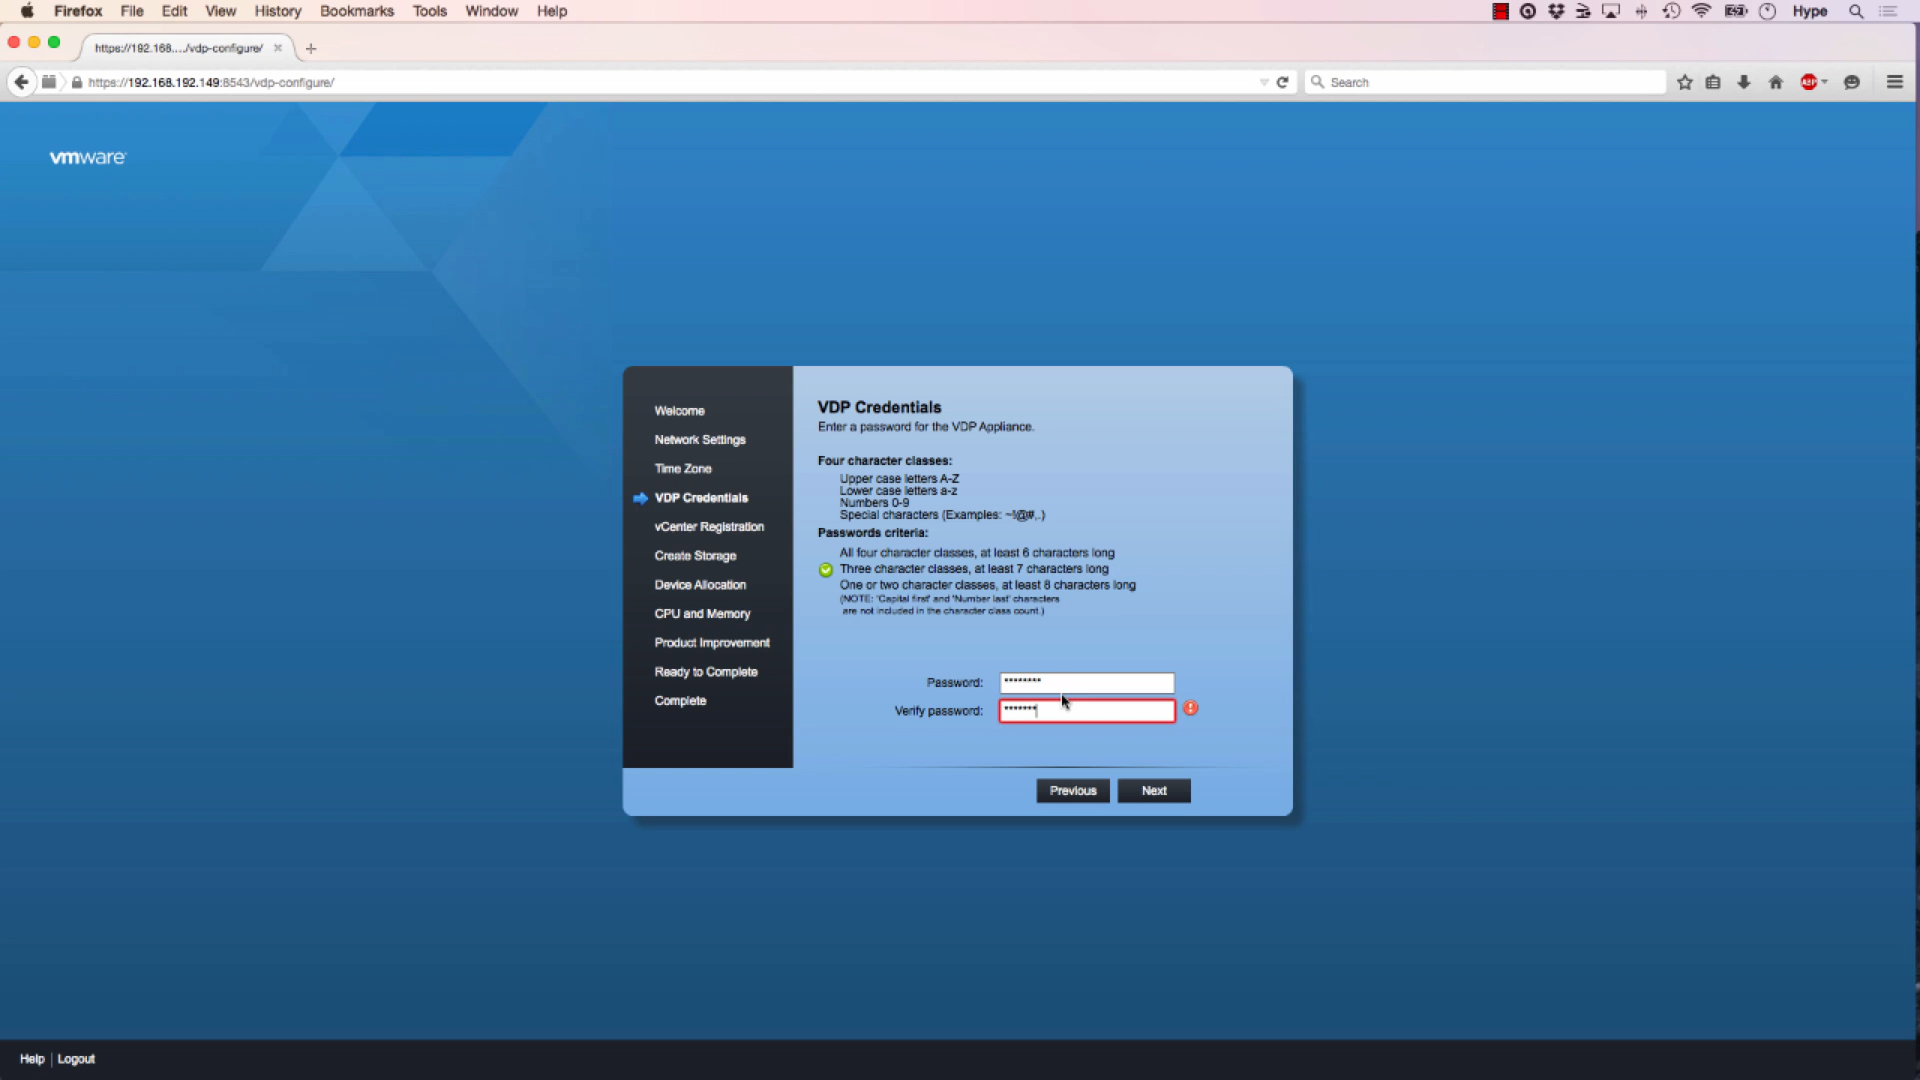 Firefox File Edit View History Bookmarks Tools Window Help Hype
https://192.168..../vdp-configure/
https://192.168.192.149:8543/vdp-configure/
Search
ABP
vmware
Welcome
Network Settings
Time Zone
VDP Credentials
vCenter Registration
Create Storage
Device Allocation
CPU and Memory
Product Improvement
Ready to Complete
Complete
VDP Credentials
Enter a password for the VDP Appliance.
Four character classes:
Upper case letters A-Z
Lower case letters a-z
Numbers 0-9
Special characters (Examples: ~!@#,.)
Passwords criteria:
All four character classes, at least 6 characters long
Three character classes, at least 7 characters long
One or two character classes, at least 8 characters long
(NOTE: 'Capital first' and 'Number last' characters
are not included in the character class count.)
Password: ********
Verify password: *******
Previous Next
Help | Logout